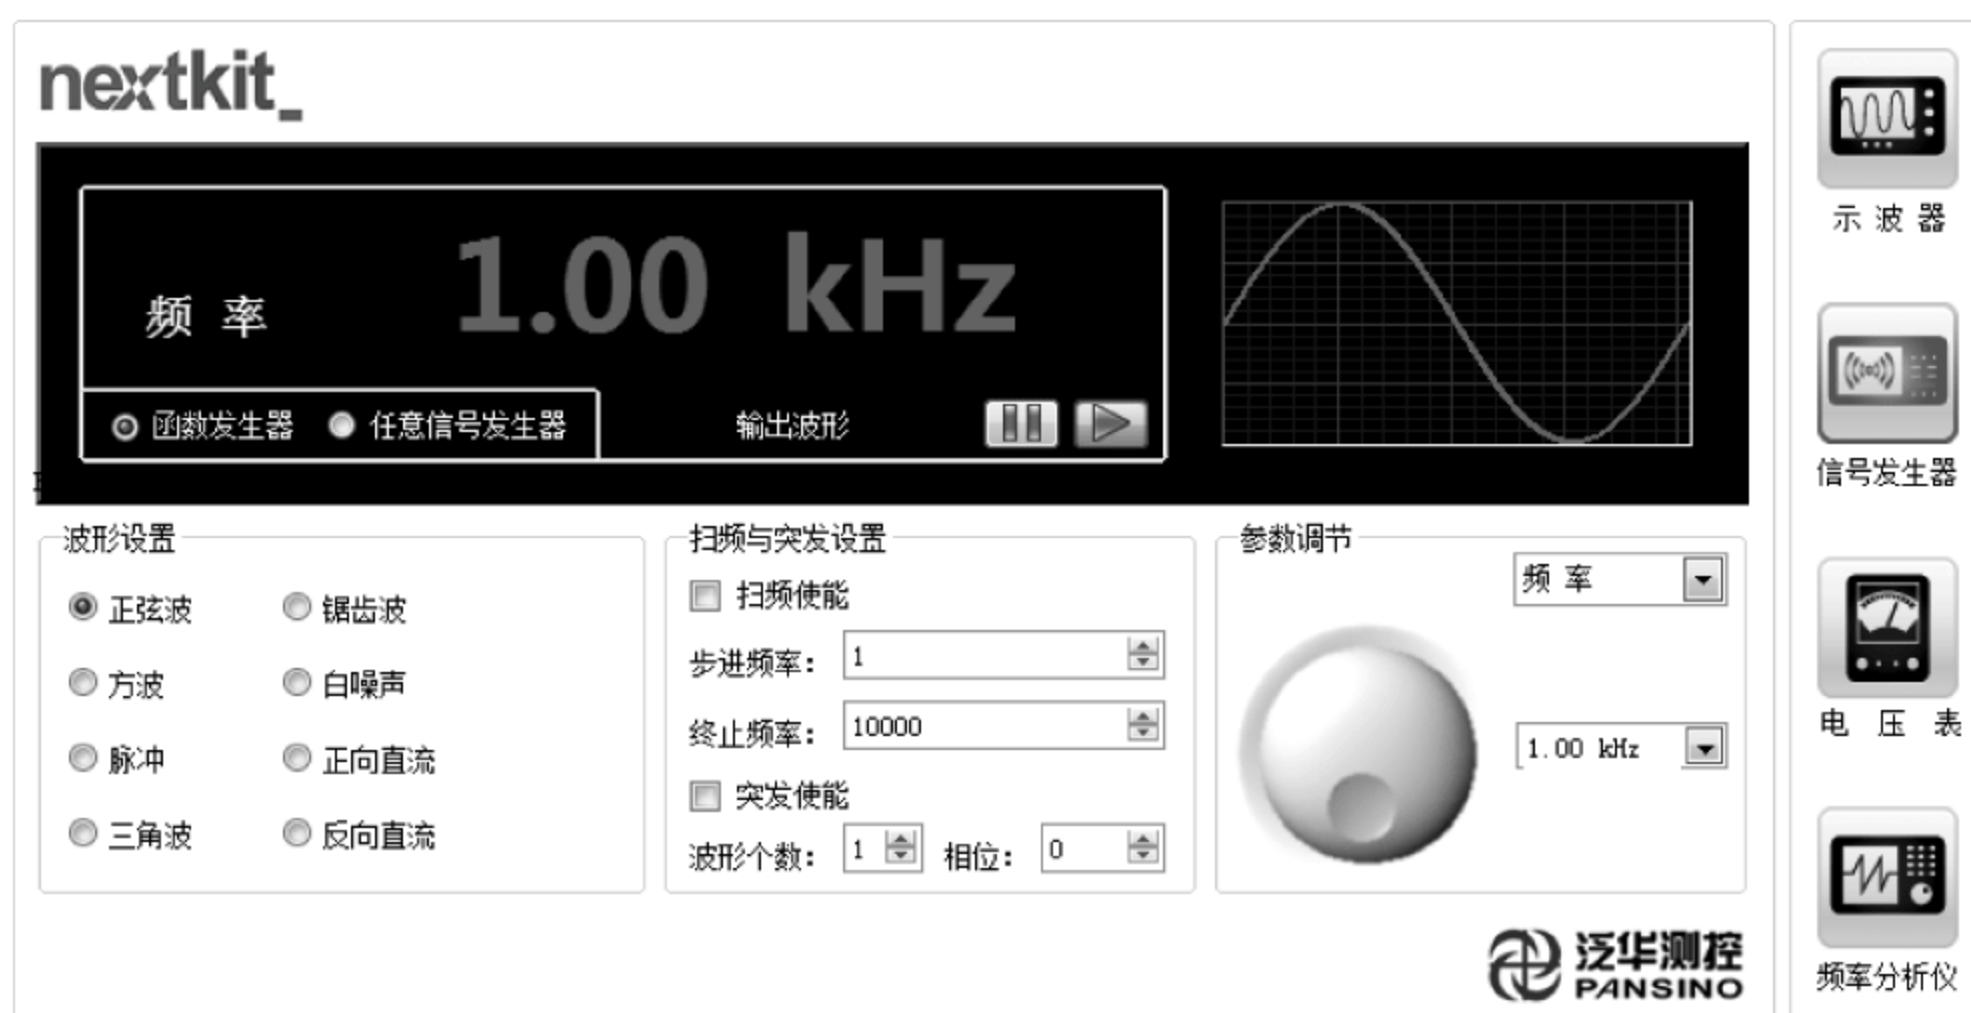 nextkit_
频 率
1.00 kHz
函数发生器 任意信号发生器 输出波形
波形设置
正弦波 锯齿波
方波 白噪声
脉冲 正向直流
三角波 反向直流
扫频与突发设置
扫频使能
步进频率： 1
终止频率： 10000
突发使能
波形个数： 1 相位： 0
参数调节
频 率
1.00 kHz
泛华测控
PANSINO
示 波 器
信号发生器
电 压 表
频率分析仪